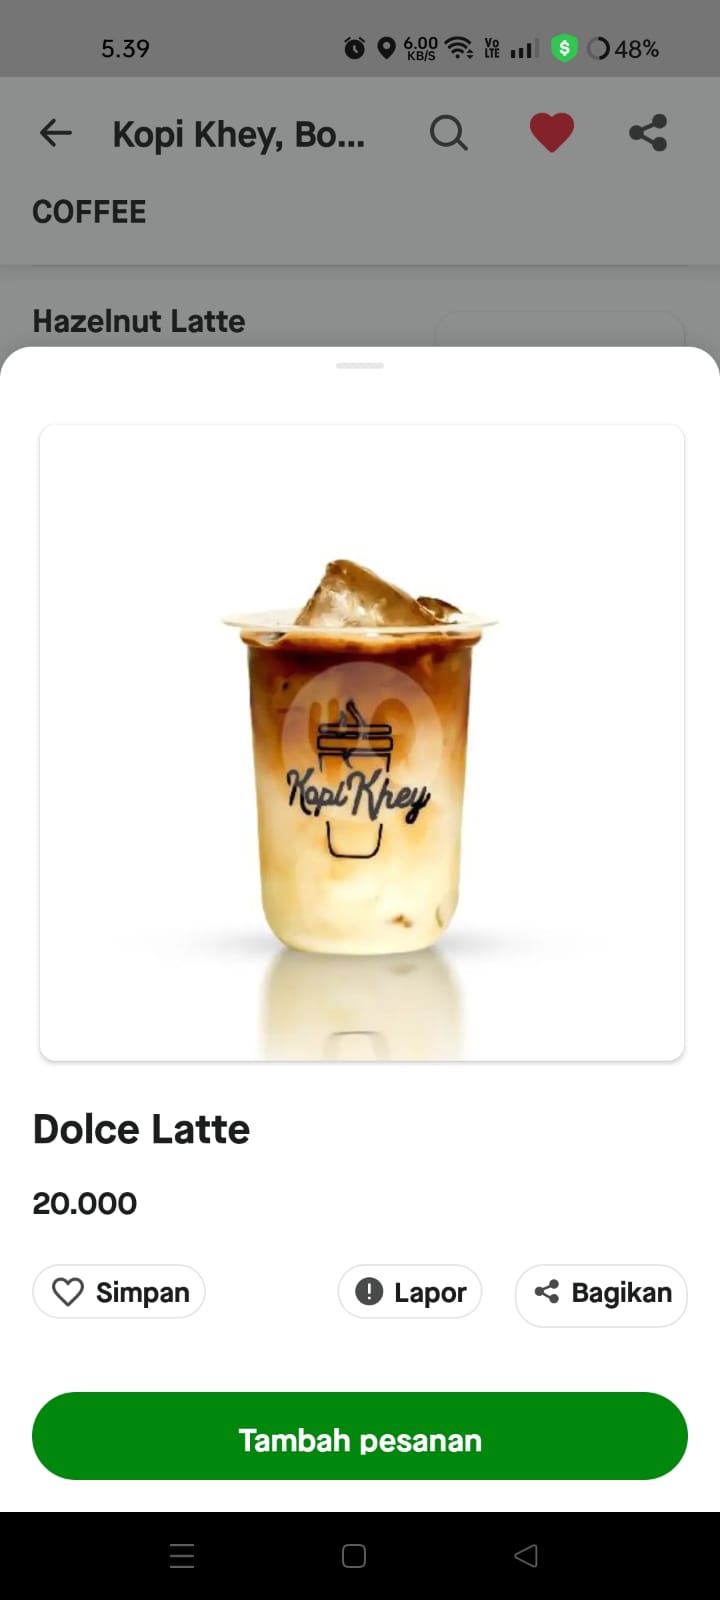 5.39
6.00
KB/S
Vo
LTE
$
48%
Kopi Khey, Bo...
COFFEE
Hazelnut Latte
Kopi Khey
Dolce Latte
20.000
Simpan
Lapor
Bagikan
Tambah pesanan